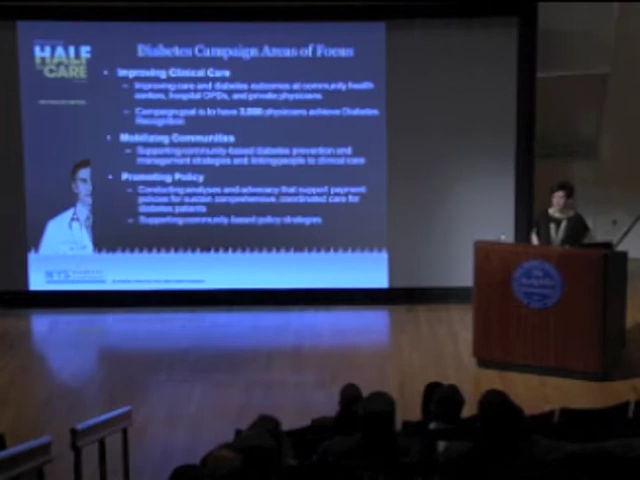 HALF
CARE
Diabetes Campaign Areas of Focus
• Improving Clinical Care
– Improving care and diabetes outcomes at community health
centers, hospital OPDs, and private physicians
– Campaign goal is to have 3,000 physicians achieve Diabetes
Recognition
• Mobilizing Communities
– Supporting community-based diabetes prevention and
management strategies and linking people to clinical care
• Promoting Policy
– Conducting analyses and advocacy that support payment
policies for sustain comprehensive, coordinated care for
diabetes patients
– Supporting community-based policy strategies
NYS